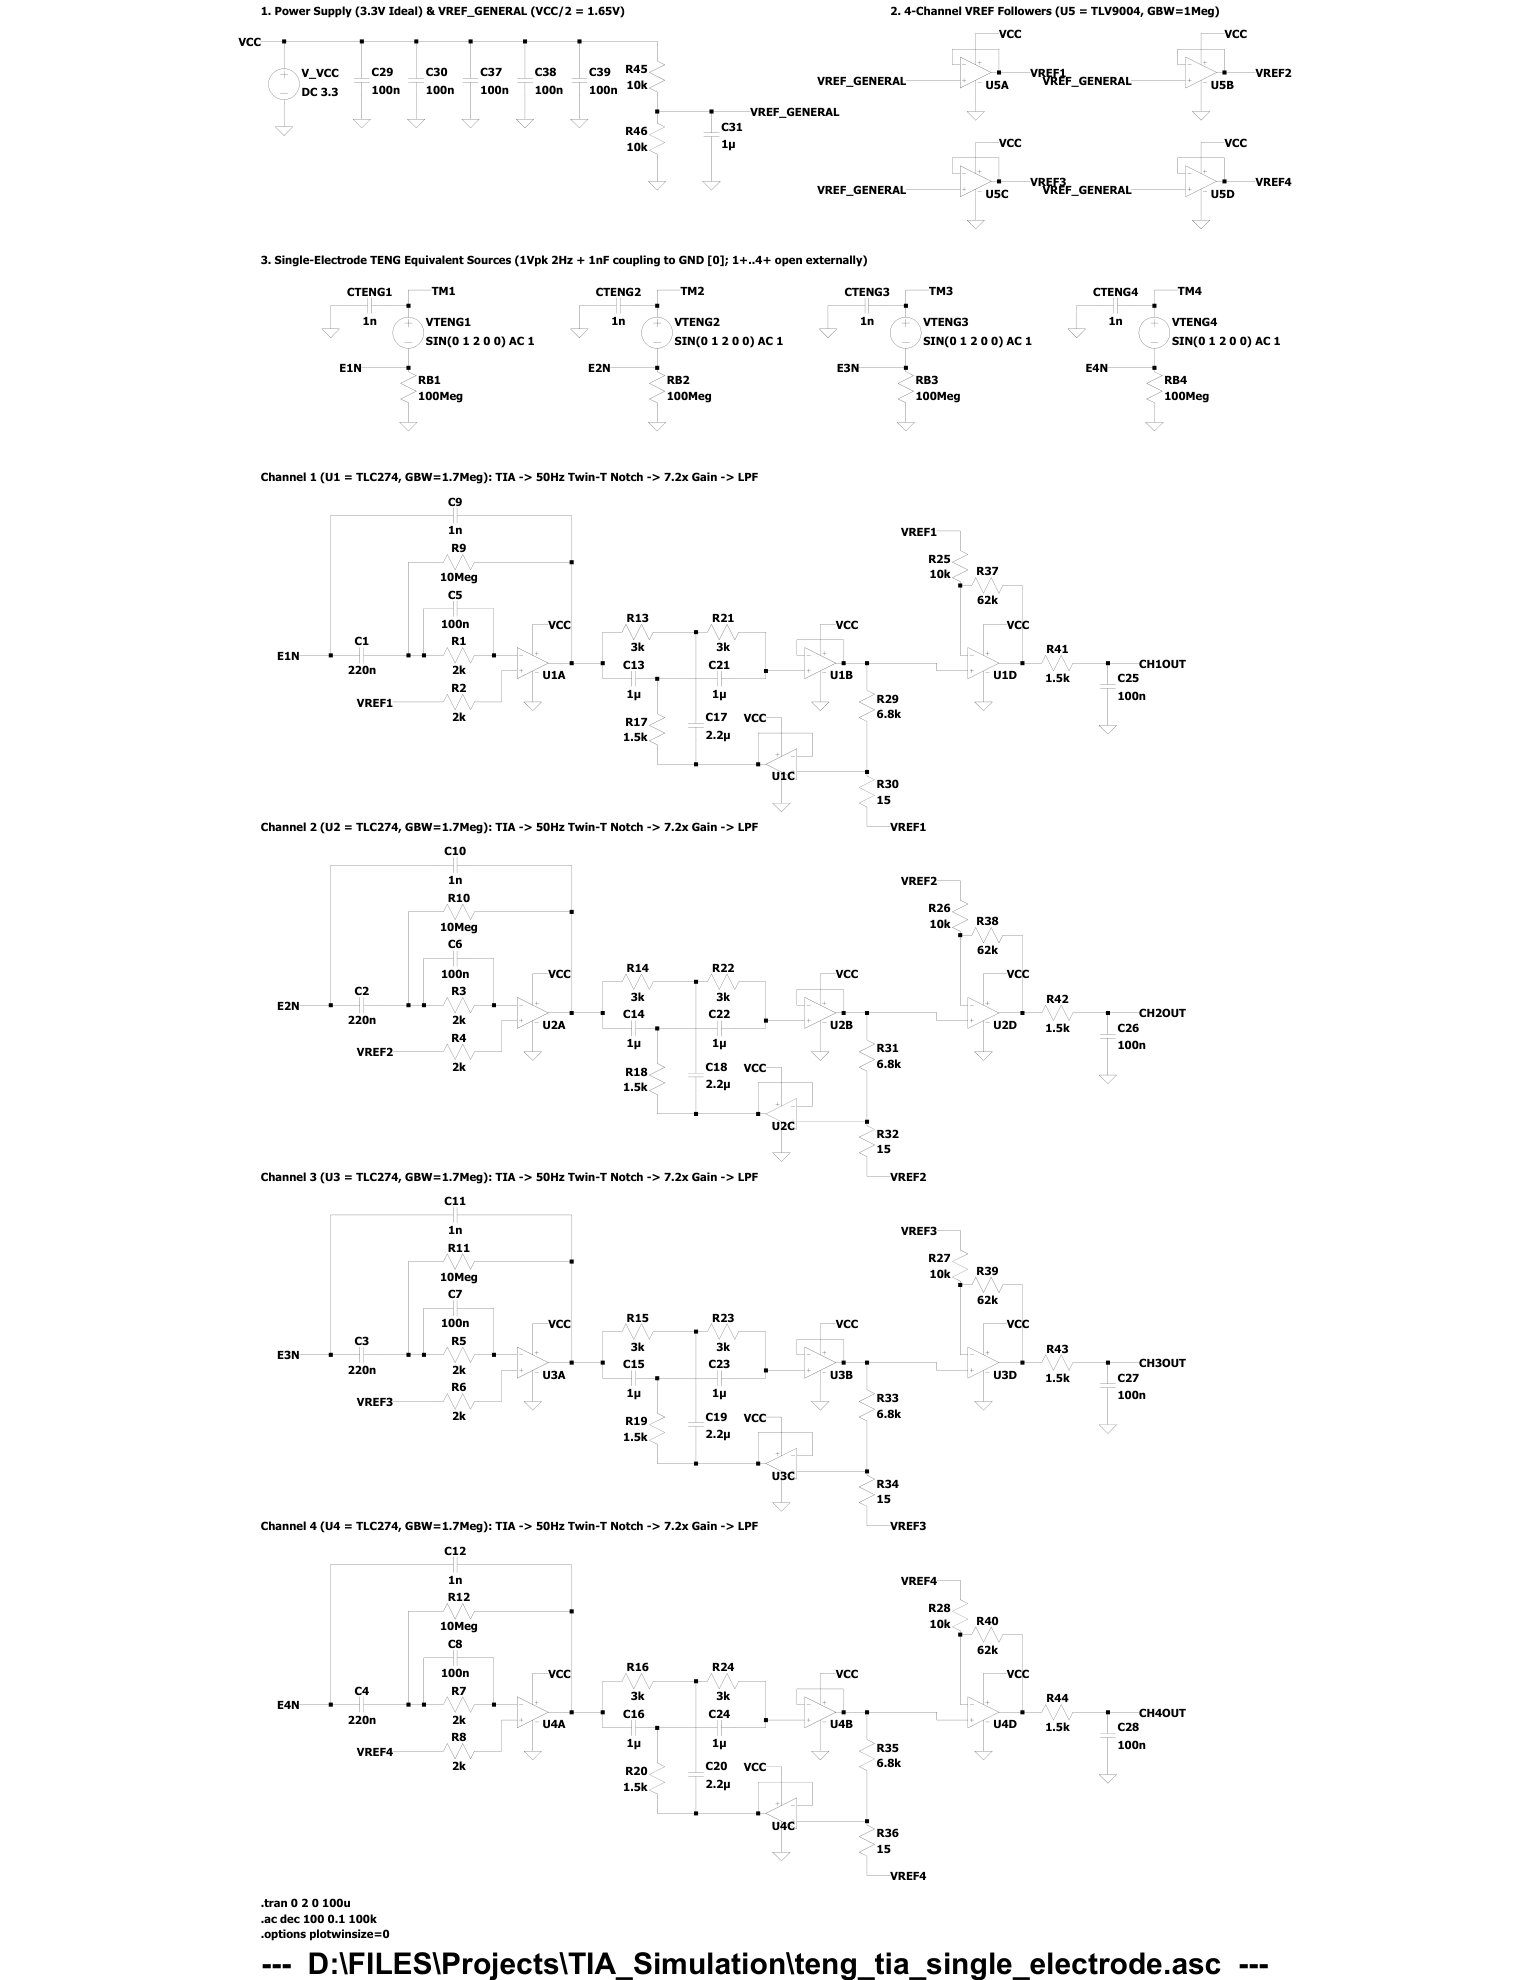 1. Power Supply (3.3V Ideal) & VREF_GENERAL (VCC/2 = 1.65V)
2. 4-Channel VREF Followers (U5 = TLV9004, GBW=1Meg)
VCC
V_VCC
DC 3.3
C29
100n
C30
100n
C37
100n
C38
100n
C39
100n
R45
10k
R46
10k
C31
1µ
VREF_GENERAL
VCC
VREF_GENERAL
U5A
VREF1
VCC
VREF_GENERAL
U5B
VREF2
VCC
VREF_GENERAL
U5C
VREF3
VCC
VREF_GENERAL
U5D
VREF4
3. Single-Electrode TENG Equivalent Sources (1Vpk 2Hz + 1nF coupling to GND [0]; 1+..4+ open externally)
CTENG1
1n
TM1
VTENG1
SIN(0 1 2 0 0) AC 1
E1N
RB1
100Meg
CTENG2
1n
TM2
VTENG2
SIN(0 1 2 0 0) AC 1
E2N
RB2
100Meg
CTENG3
1n
TM3
VTENG3
SIN(0 1 2 0 0) AC 1
E3N
RB3
100Meg
CTENG4
1n
TM4
VTENG4
SIN(0 1 2 0 0) AC 1
E4N
RB4
100Meg
Channel 1 (U1 = TLC274, GBW=1.7Meg): TIA -> 50Hz Twin-T Notch -> 7.2x Gain -> LPF
C9
1n
R9
10Meg
C5
100n
E1N
C1
220n
R1
2k
VREF1
R2
2k
VCC
U1A
R13
3k
R21
3k
C13
1µ
C21
1µ
R17
1.5k
C17
2.2µ
VCC
U1C
VCC
U1B
R29
6.8k
R30
15
VREF1
VREF1
R25
10k
R37
62k
VCC
U1D
R41
1.5k
CH1OUT
C25
100n
Channel 2 (U2 = TLC274, GBW=1.7Meg): TIA -> 50Hz Twin-T Notch -> 7.2x Gain -> LPF
C10
1n
R10
10Meg
C6
100n
E2N
C2
220n
R3
2k
VREF2
R4
2k
VCC
U2A
R14
3k
R22
3k
C14
1µ
C22
1µ
R18
1.5k
C18
2.2µ
VCC
U2C
VCC
U2B
R31
6.8k
R32
15
VREF2
VREF2
R26
10k
R38
62k
VCC
U2D
R42
1.5k
CH2OUT
C26
100n
Channel 3 (U3 = TLC274, GBW=1.7Meg): TIA -> 50Hz Twin-T Notch -> 7.2x Gain -> LPF
C11
1n
R11
10Meg
C7
100n
E3N
C3
220n
R5
2k
VREF3
R6
2k
VCC
U3A
R15
3k
R23
3k
C15
1µ
C23
1µ
R19
1.5k
C19
2.2µ
VCC
U3C
VCC
U3B
R33
6.8k
R34
15
VREF3
VREF3
R27
10k
R39
62k
VCC
U3D
R43
1.5k
CH3OUT
C27
100n
Channel 4 (U4 = TLC274, GBW=1.7Meg): TIA -> 50Hz Twin-T Notch -> 7.2x Gain -> LPF
C12
1n
R12
10Meg
C8
100n
E4N
C4
220n
R7
2k
VREF4
R8
2k
VCC
U4A
R16
3k
R24
3k
C16
1µ
C24
1µ
R20
1.5k
C20
2.2µ
VCC
U4C
VCC
U4B
R35
6.8k
R36
15
VREF4
VREF4
R28
10k
R40
62k
VCC
U4D
R44
1.5k
CH4OUT
C28
100n
.tran 0 2 0 100u
.ac dec 100 0.1 100k
.options plotwinsize=0
--- D:\FILES\Projects\TIA_Simulation\teng_tia_single_electrode.asc ---